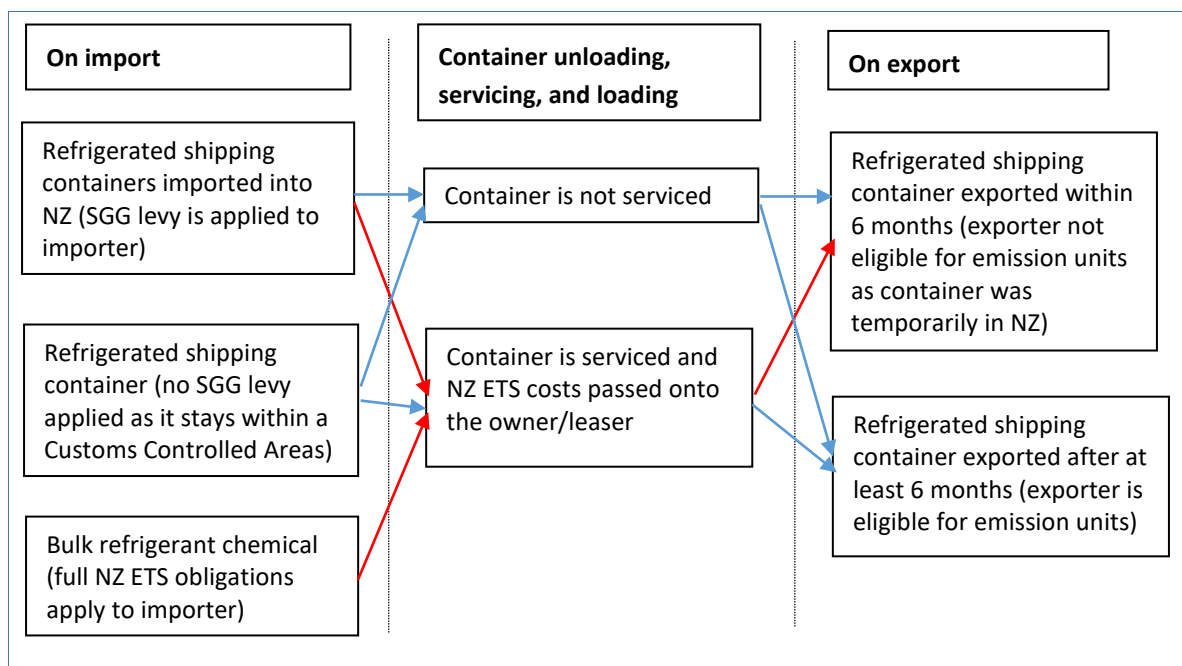 On import
Container unloading,
servicing, and loading
On export
Refrigerated shipping
containers imported into
NZ (SGG levy is applied to
importer)
Refrigerated shipping
container (no SGG levy
applied as it stays within a
Customs Controlled Areas)
Bulk refrigerant chemical
(full NZ ETS obligations
apply to importer)
Container is not serviced
Container is serviced and
NZ ETS costs passed onto
the owner/leaser
Refrigerated shipping
container exported within
6 months (exporter not
eligible for emission units
as container was
temporarily in NZ)
Refrigerated shipping
container exported after at
least 6 months (exporter is
eligible for emission units)